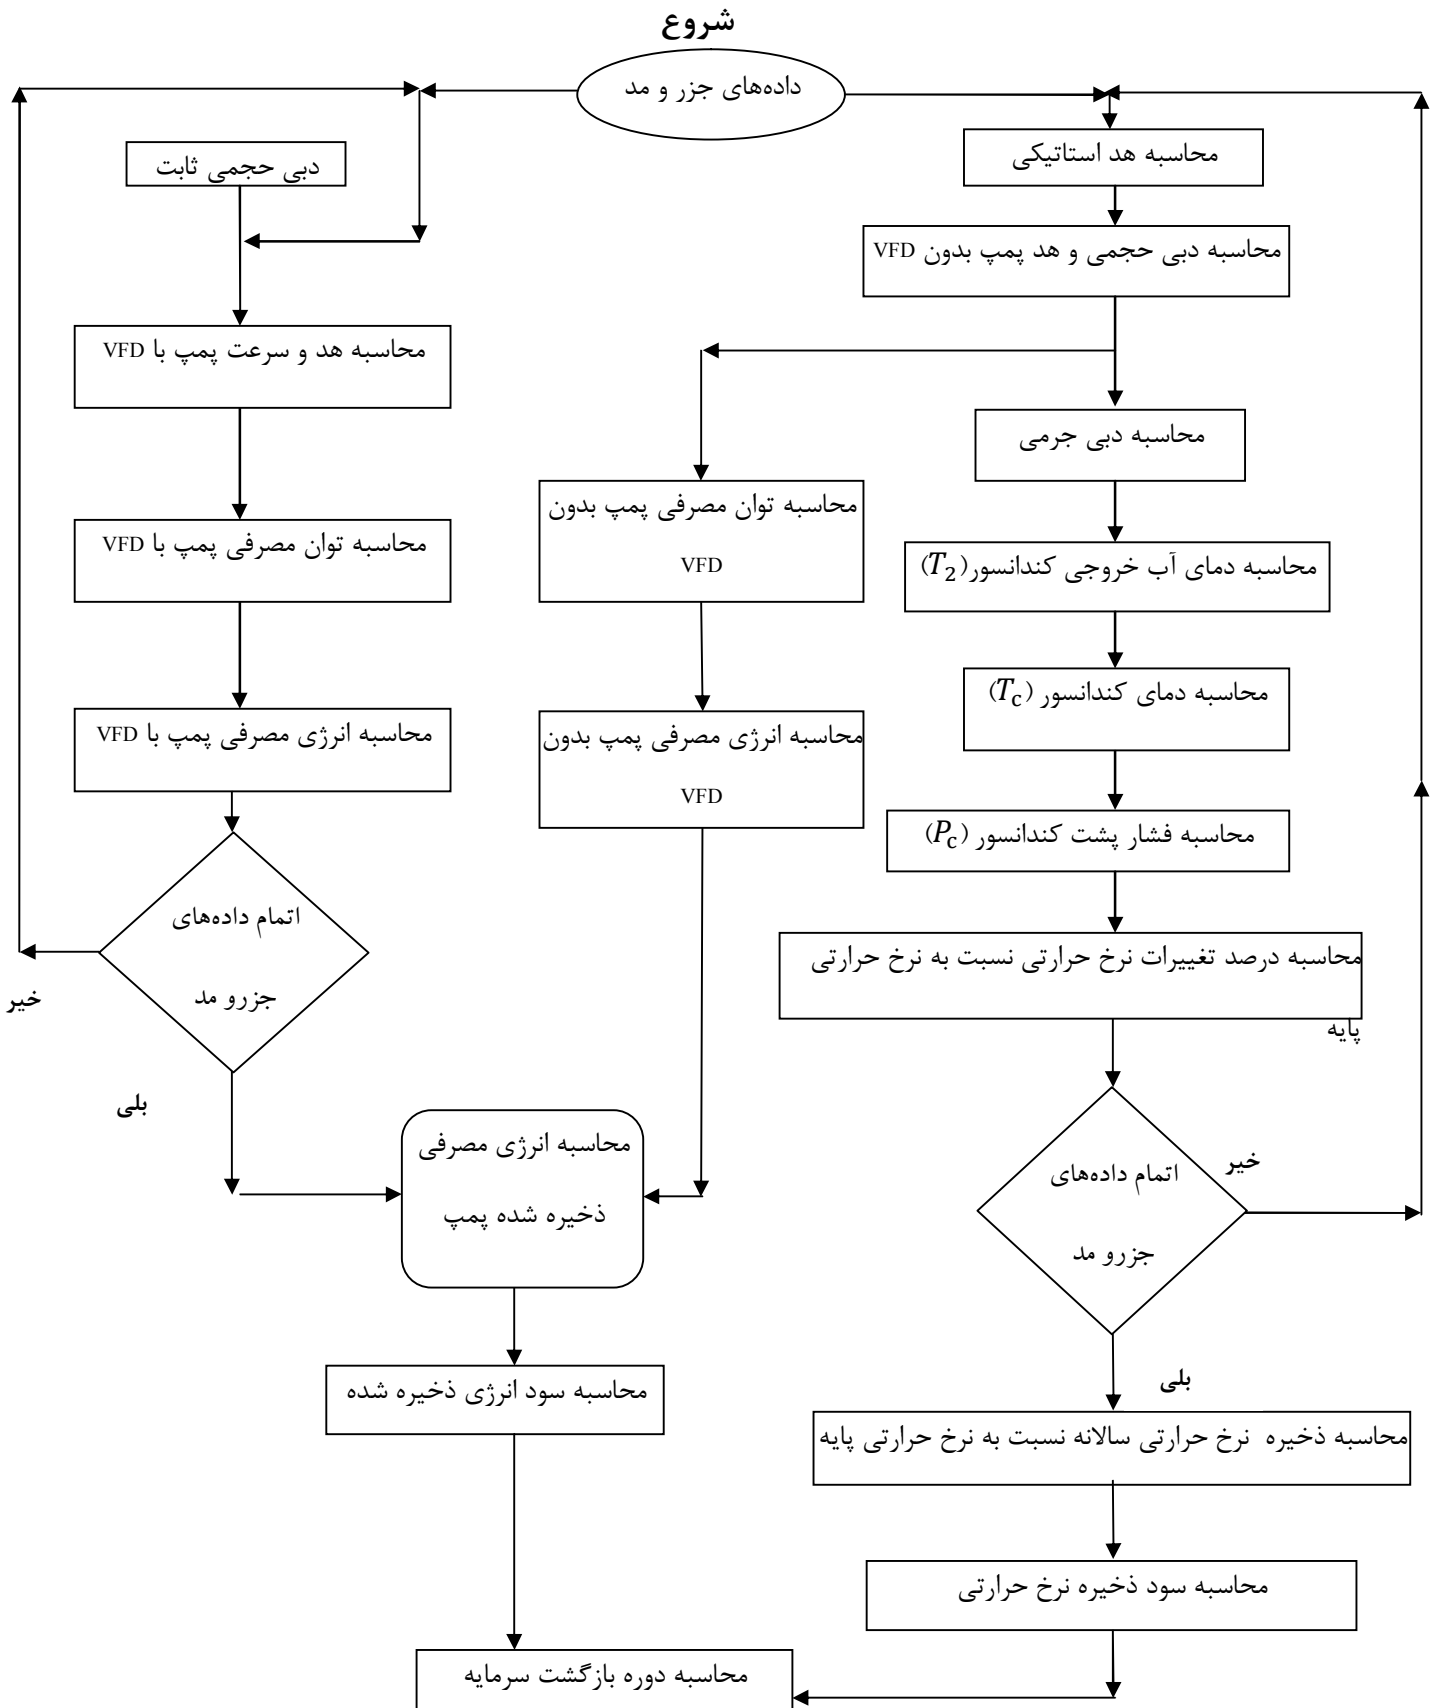 شروع
داده‌های جزر و مد
محاسبه هد استاتیکی
دبی حجمی ثابت
محاسبه دبی حجمی و هد پمپ بدون VFD
محاسبه هد و سرعت پمپ با VFD
محاسبه دبی جرمی
محاسبه توان مصرفی پمپ بدون
VFD
محاسبه توان مصرفی پمپ با VFD
محاسبه دمای آب خروجی کندانسور(T₂)
محاسبه دمای کندانسور (Tc)
محاسبه انرژی مصرفی پمپ بدون
VFD
محاسبه انرژی مصرفی پمپ با VFD
محاسبه فشار پشت کندانسور (Pc)
اتمام داده‌های
جزرو مد
خیر
بلی
محاسبه درصد تغییرات نرخ حرارتی نسبت به نرخ حرارتی
پایه
محاسبه انرژی مصرفی
ذخیره شده پمپ
اتمام داده‌های
جزرو مد
خیر
بلی
محاسبه سود انرژی ذخیره شده
محاسبه ذخیره نرخ حرارتی سالانه نسبت به نرخ حرارتی پایه
محاسبه سود ذخیره نرخ حرارتی
محاسبه دوره بازگشت سرمایه